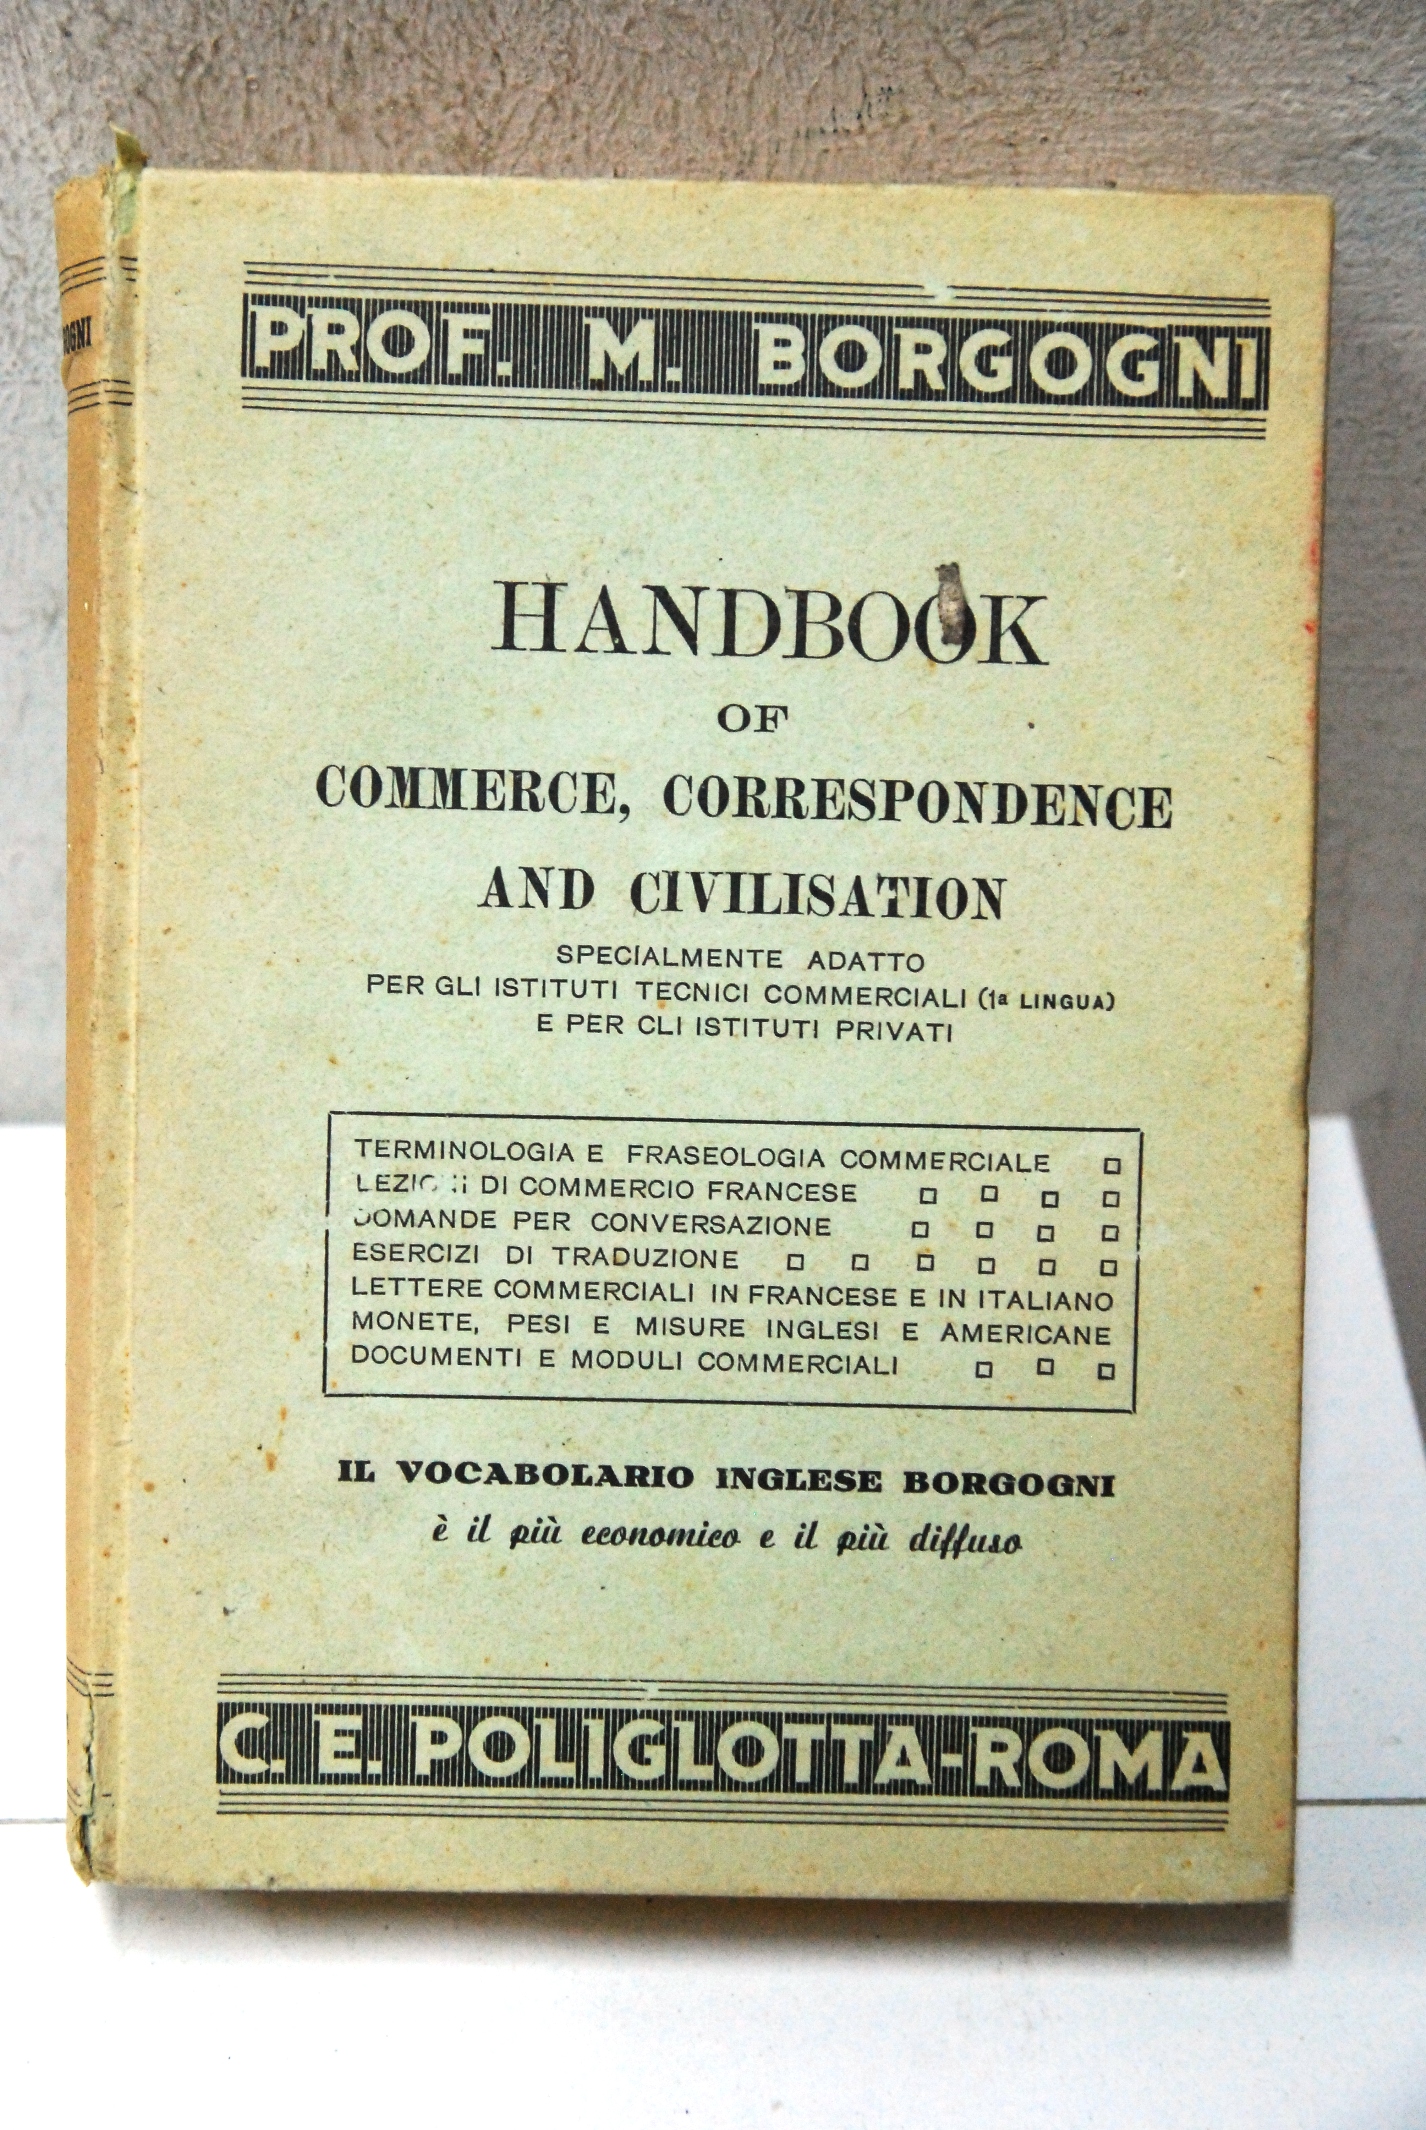 PROF. M. BORGOGNI
HANDBOOK
OF
COMMERCE, CORRESPONDENCE
AND CIVILISATION
SPECIALMENTE ADATTO
PER GLI ISTITUTI TECNICI COMMERCIALI (1a LINGUA)
E PER CLI ISTITUTI PRIVATI
TERMINOLOGIA E FRASEOLOGIA COMMERCIALE
DI COMMERCIO FRANCESE
DOMANDE PER CONVERSAZIONE
ESERCIZI DI TRADUZIONE
LETTERE COMMERCIALI IN FRANCESE E IN ITALIANO
MONETE, PESI E MISURE INGLESI E AMERICANE
DOCUMENTI E MODULI COMMERCIALI
IL VOCABOLARIO INGLESE BORGOGNI
è il più economico e il più diffuso
C. E. POLIGLOTTA-ROMA